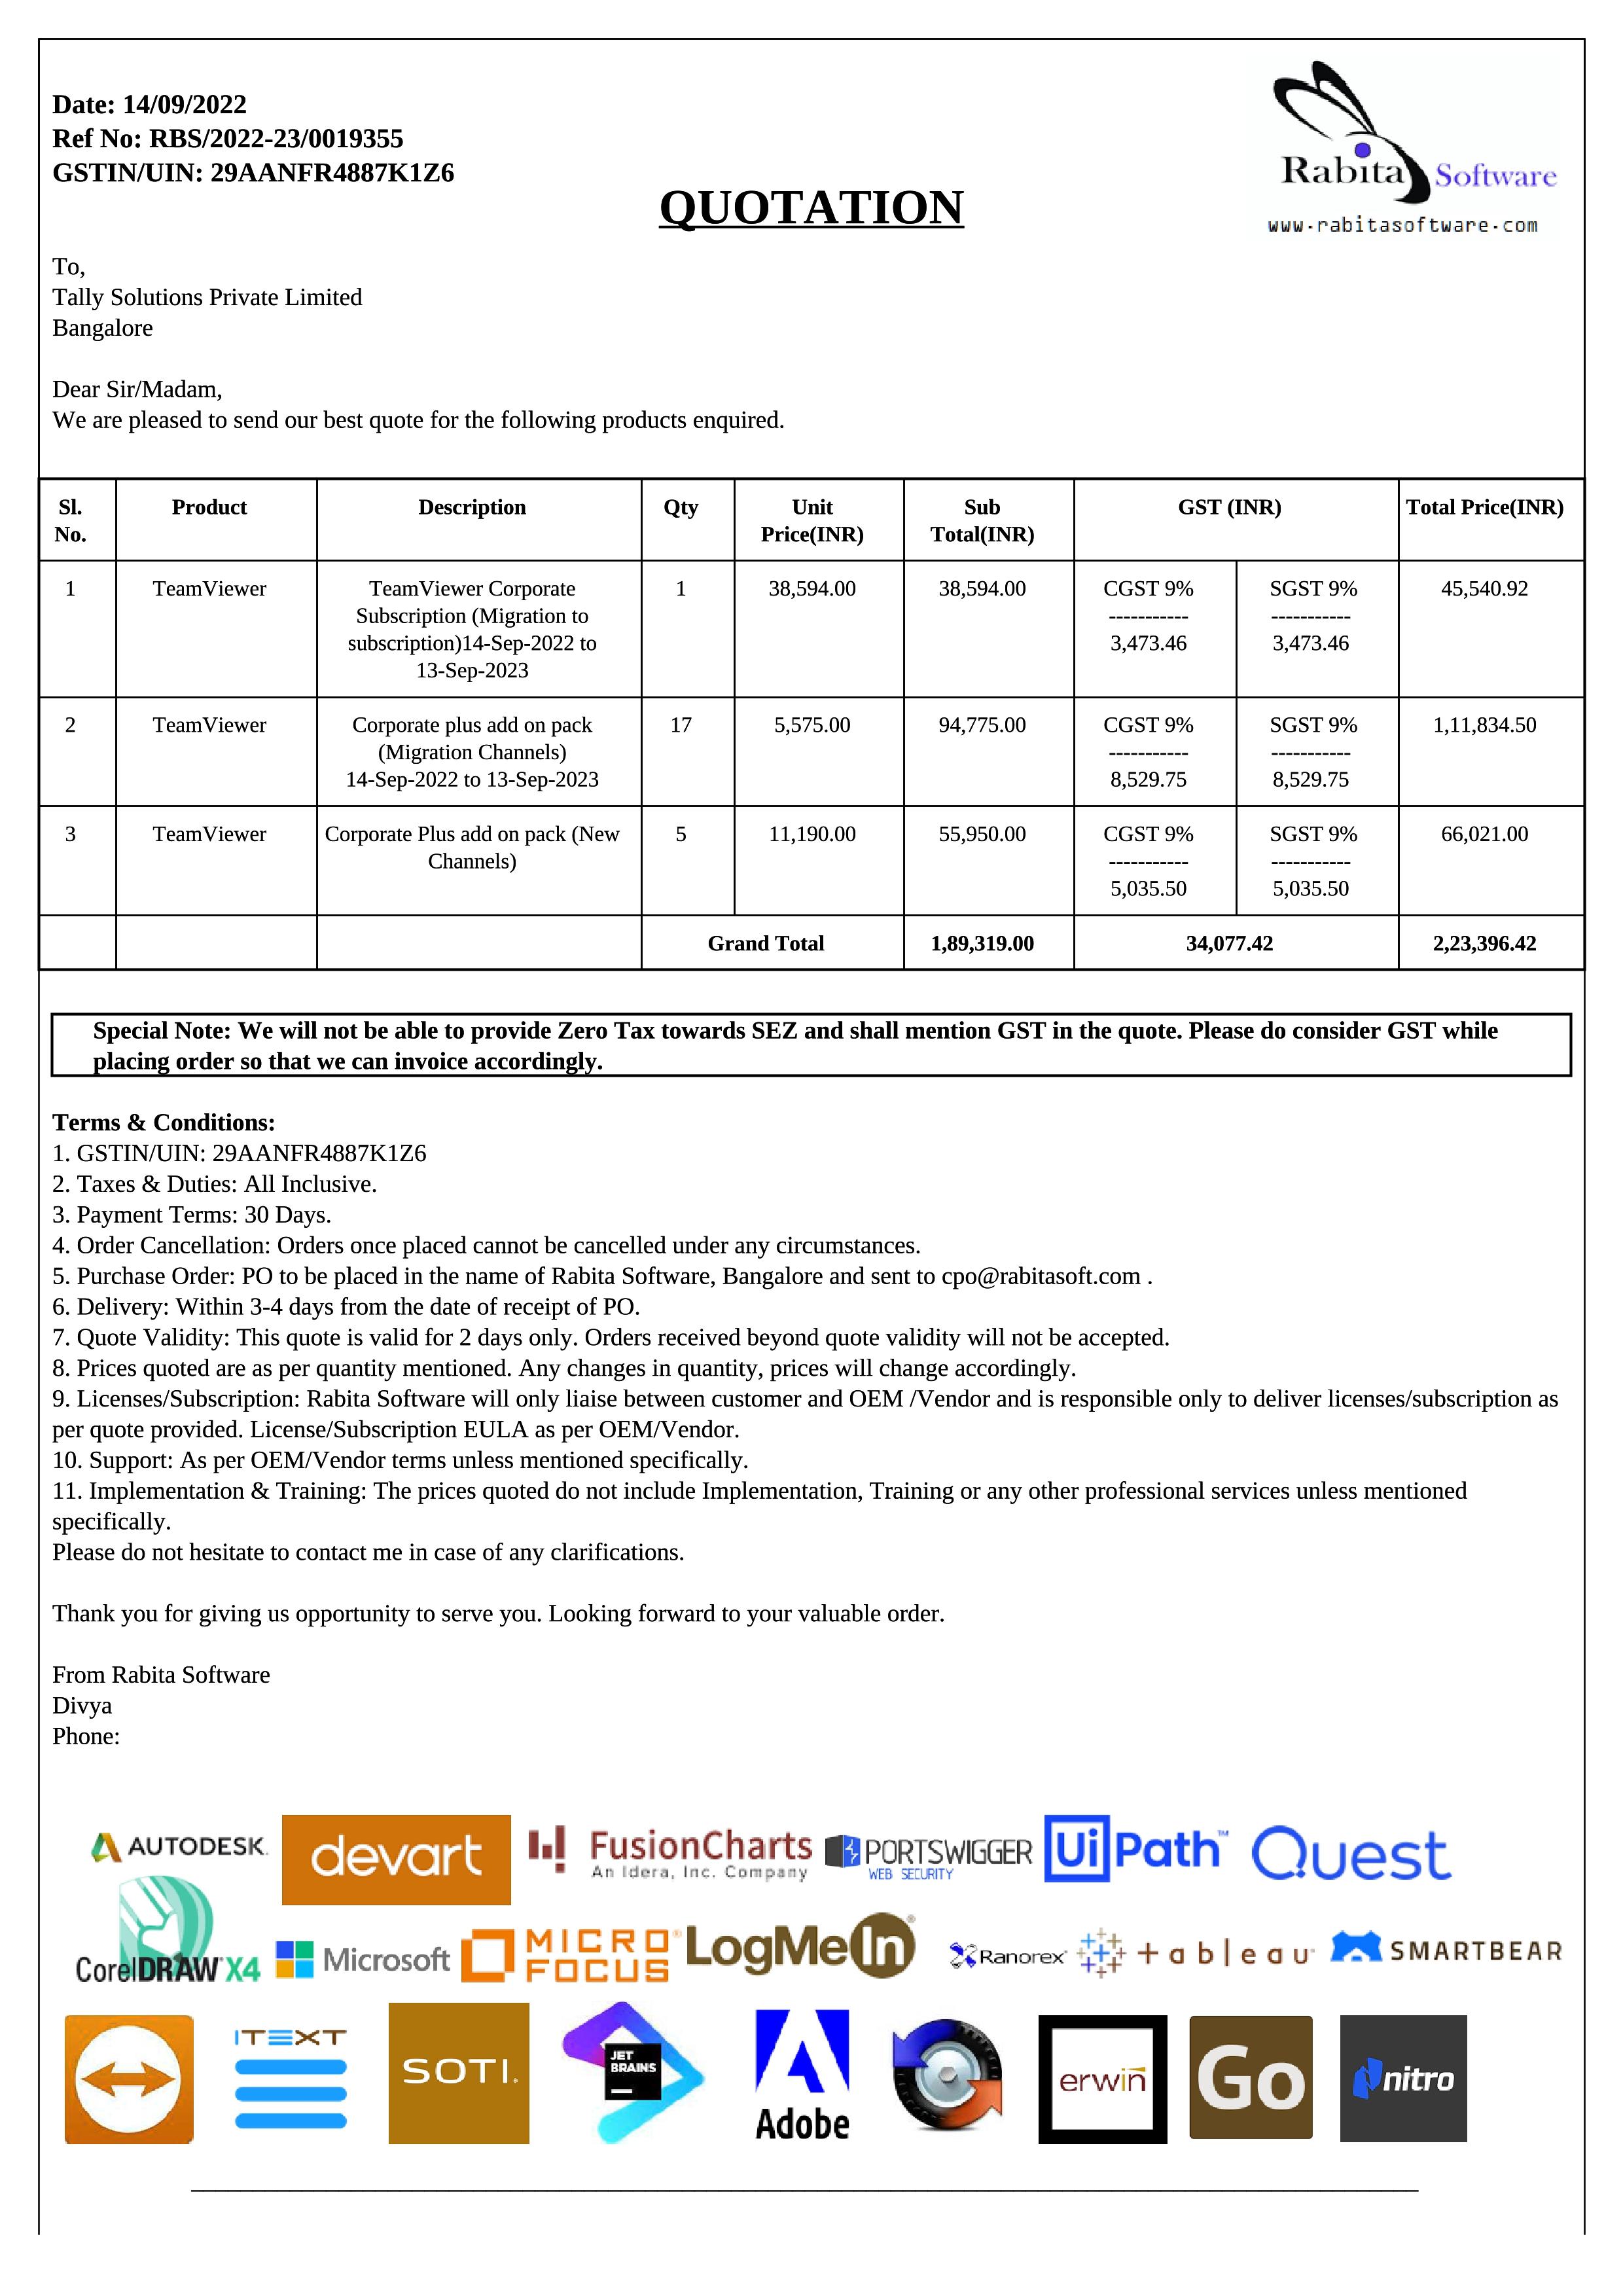 Date: 14/09/2022
Ref No: RBS/2022-23/0019355
GSTIN/UIN: 29AANFR4887K1Z6
Rabita Software
www.rabitasoftware.com
QUOTATION
To,
Tally Solutions Private Limited
Bangalore
Dear Sir/Madam,
We are pleased to send our best quote for the following products enquired.
Sl. No. Product Description Qty Unit Price(INR) Sub Total(INR) GST (INR) Total Price(INR)
1 TeamViewer TeamViewer Corporate 1 38,594.00 38,594.00 CGST 9% SGST 9% 45,540.92
Subscription (Migration to ----------- -----------
subscription)14-Sep-2022 to 3,473.46 3,473.46
13-Sep-2023
2 TeamViewer Corporate plus add on pack 17 5,575.00 94,775.00 CGST 9% SGST 9% 1,11,834.50
(Migration Channels) ----------- -----------
14-Sep-2022 to 13-Sep-2023 8,529.75 8,529.75
3 TeamViewer Corporate Plus add on pack (New 5 11,190.00 55,950.00 CGST 9% SGST 9% 66,021.00
Channels) ----------- -----------
5,035.50 5,035.50
Grand Total 1,89,319.00 34,077.42 2,23,396.42
Special Note: We will not be able to provide Zero Tax towards SEZ and shall mention GST in the quote. Please do consider GST while
placing order so that we can invoice accordingly.
Terms & Conditions:
1. GSTIN/UIN: 29AANFR4887K1Z6
2. Taxes & Duties: All Inclusive.
3. Payment Terms: 30 Days.
4. Order Cancellation: Orders once placed cannot be cancelled under any circumstances.
5. Purchase Order: PO to be placed in the name of Rabita Software, Bangalore and sent to cpo@rabitasoft.com .
6. Delivery: Within 3-4 days from the date of receipt of PO.
7. Quote Validity: This quote is valid for 2 days only. Orders received beyond quote validity will not be accepted.
8. Prices quoted are as per quantity mentioned. Any changes in quantity, prices will change accordingly.
9. Licenses/Subscription: Rabita Software will only liaise between customer and OEM /Vendor and is responsible only to deliver licenses/subscription as
per quote provided. License/Subscription EULA as per OEM/Vendor.
10. Support: As per OEM/Vendor terms unless mentioned specifically.
11. Implementation & Training: The prices quoted do not include Implementation, Training or any other professional services unless mentioned
specifically.
Please do not hesitate to contact me in case of any clarifications.
Thank you for giving us opportunity to serve you. Looking forward to your valuable order.
From Rabita Software
Divya
Phone:
AUTODESK. devart FusionCharts PORTSWIGGER UiPath™ Quest
An Idera, Inc. Company WEB SECURITY
CorelDRAW X4 Microsoft MICRO FOCUS® LogMeIn® Ranorex tableau SMARTBEAR
ITEXT SOTI. JET BRAINS Adobe erwin Go nitro